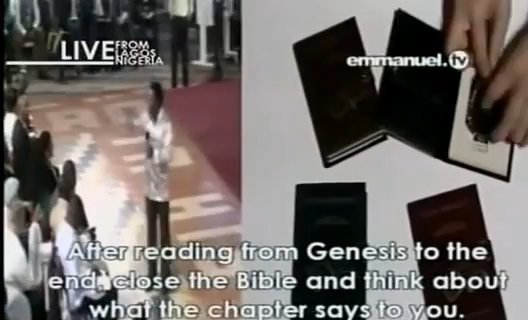 LIVE FROM
LAGOS
NIGERIA
emmanuel.tv
After reading from Genesis to the
end, close the Bible and think about
what the chapter says to you.